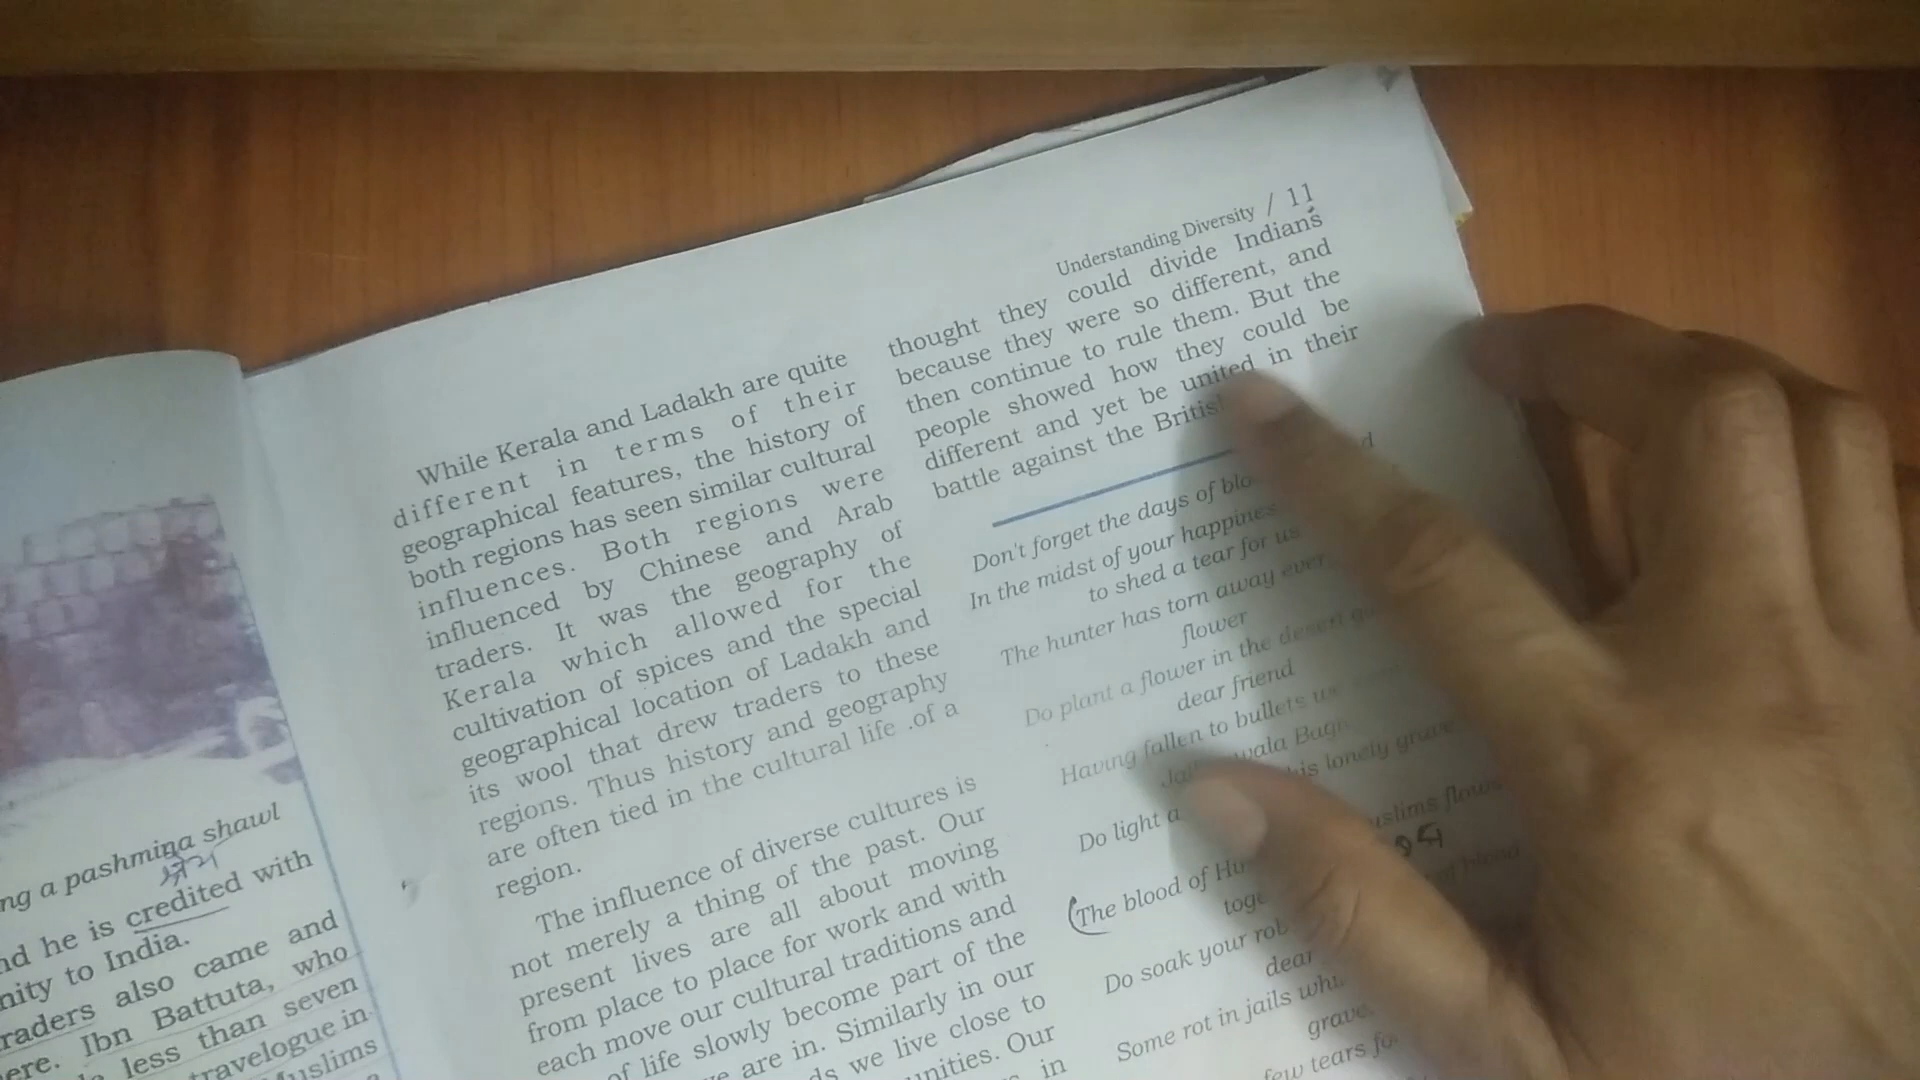 Understanding Diversity / 11
ng a pashmina shawl
nd he is credited with
nity to India.
raders also came and
ere. Ibn Battuta, who
less than seven
travelogue in
Muslims
While Kerala and Ladakh are quite
different in terms of their
geographical features, the history of
both regions has seen similar cultural
influences. Both regions were
influenced by Chinese and Arab
traders. It was the geography of
Kerala which allowed for the
cultivation of spices and the special
geographical location of Ladakh and
its wool that drew traders to these
regions. Thus history and geography
are often tied in the cultural life .of a
region.
The influence of diverse cultures is
not merely a thing of the past. Our
present lives are all about moving
from place to place for work and with
each move our cultural traditions and
of life slowly become part of the
are in. Similarly in our
ds we live close to
unities. Our
in
thought they could divide Indians
because they were so different, and
then continue to rule them. But the
people showed how they could be
different and yet be united in their
battle against the Britis
Don't forget the days of blo
In the midst of your happines
to shed a tear for us
The hunter has torn away ever
flower
Do plant a flower in the desert
dear friend
Having fallen to bullets
wala Bagh
Do light a his lonely grave
The blood of Hu uslims flows
toge
Do soak your rob of blood
dear
Some rot in jails whi
grave
few tears fo